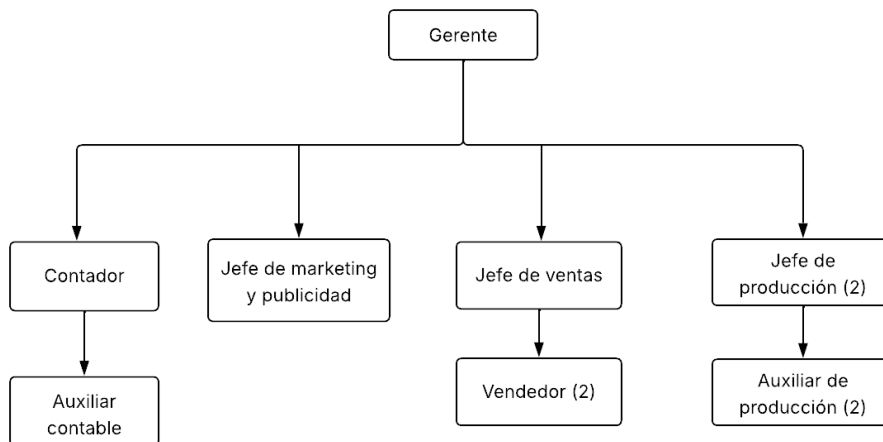 Gerente
Contador
Jefe de marketing
y publicidad
Jefe de ventas
Jefe de
producción (2)
Auxiliar
contable
Vendedor (2)
Auxiliar de
producción (2)